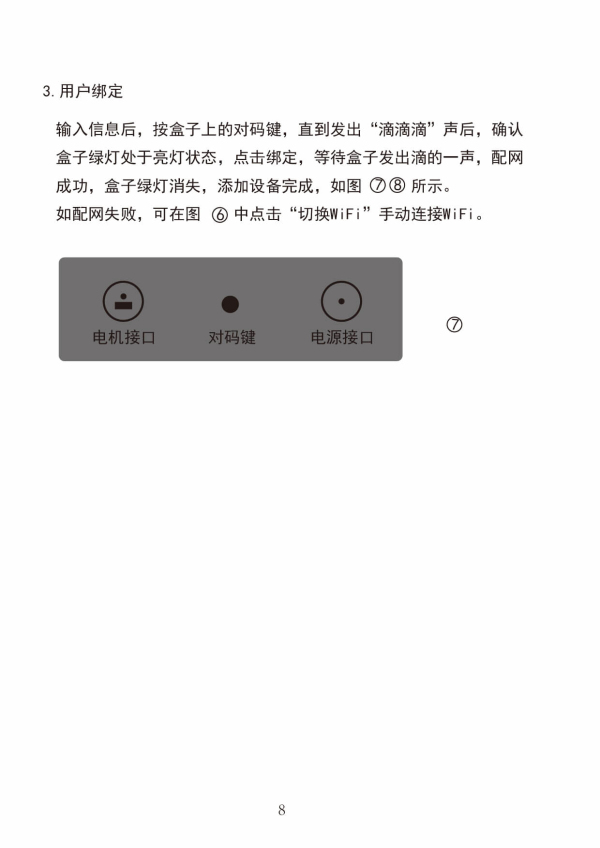 3.用户绑定
输入信息后，按盒子上的对码键，直到发出“滴滴滴”声后，确认
盒子绿灯处于亮灯状态，点击绑定，等待盒子发出滴的一声，配网
成功，盒子绿灯消失，添加设备完成，如图 ⑦⑧ 所示。
如配网失败，可在图 ⑥ 中点击“切换WiFi”手动连接WiFi。
电机接口 对码键 电源接口
⑦
8